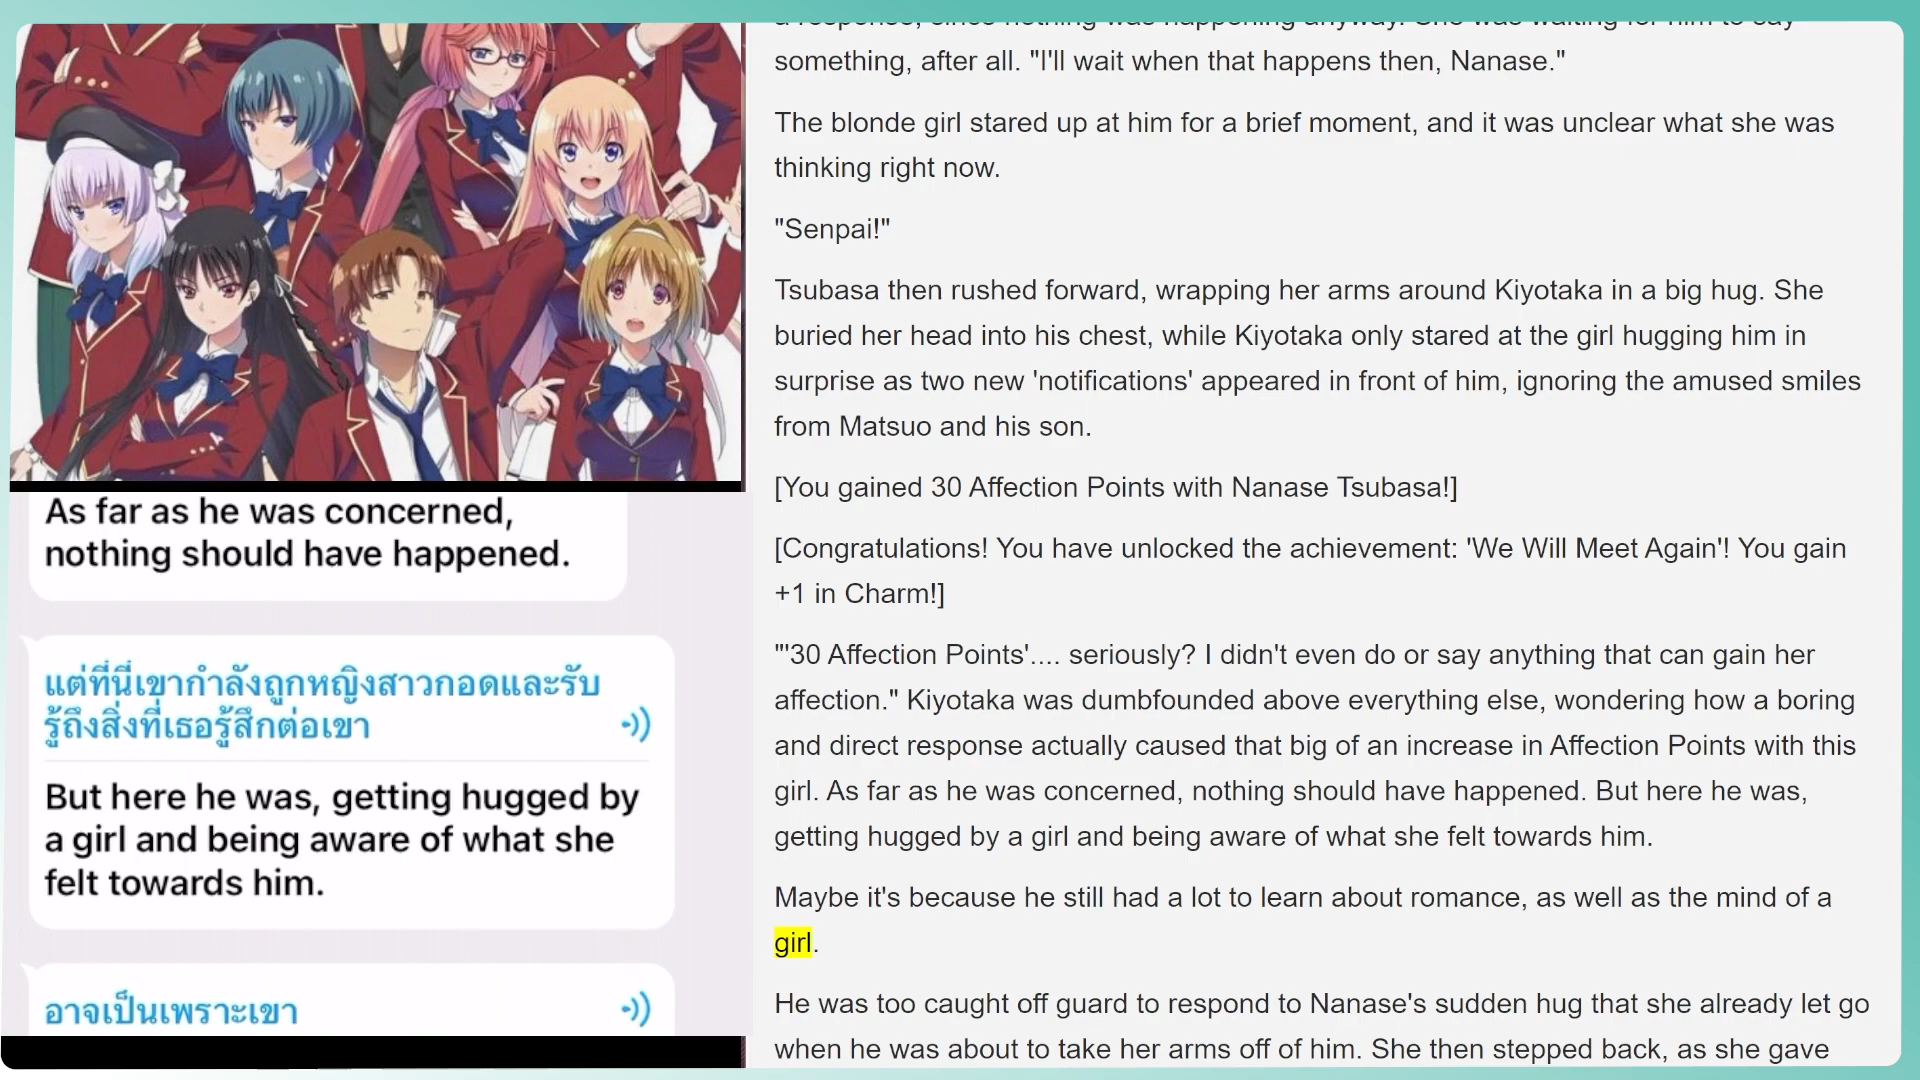 As far as he was concerned,
nothing should have happened.
แต่ที่นี่เขากำลังถูกหญิงสาวกอดและรับ
รู้ถึงสิ่งที่เธอรู้สึกต่อเขา
But here he was, getting hugged by
a girl and being aware of what she
felt towards him.
อาจเป็นเพราะเขา
a response, since nothing was happening anyway. She was waiting for him to say
something, after all. "I'll wait when that happens then, Nanase."
The blonde girl stared up at him for a brief moment, and it was unclear what she was
thinking right now.
"Senpai!"
Tsubasa then rushed forward, wrapping her arms around Kiyotaka in a big hug. She
buried her head into his chest, while Kiyotaka only stared at the girl hugging him in
surprise as two new 'notifications' appeared in front of him, ignoring the amused smiles
from Matsuo and his son.
[You gained 30 Affection Points with Nanase Tsubasa!]
[Congratulations! You have unlocked the achievement: 'We Will Meet Again'! You gain
+1 in Charm!]
"'30 Affection Points'.... seriously? I didn't even do or say anything that can gain her
affection." Kiyotaka was dumbfounded above everything else, wondering how a boring
and direct response actually caused that big of an increase in Affection Points with this
girl. As far as he was concerned, nothing should have happened. But here he was,
getting hugged by a girl and being aware of what she felt towards him.
Maybe it's because he still had a lot to learn about romance, as well as the mind of a
girl.
He was too caught off guard to respond to Nanase's sudden hug that she already let go
when he was about to take her arms off of him. She then stepped back, as she gave